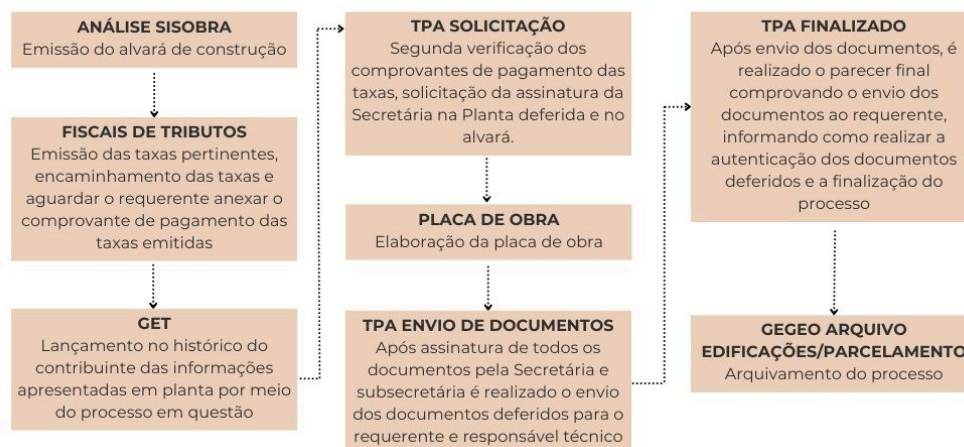 ANÁLISE SISOBRA
Emissão do alvará de construção
FISCAIS DE TRIBUTOS
Emissão das taxas pertinentes,
encaminhamento das taxas e
aguardar o requerente anexar o
comprovante de pagamento das
taxas emitidas
GET
Lançamento no histórico do
contribuinte das informações
apresentadas em planta por meio
do processo em questão
TPA SOLICITAÇÃO
Segunda verificação dos
comprovantes de pagamento das
taxas, solicitação da assinatura da
Secretária na Planta deferida e no
alvará.
PLACA DE OBRA
Elaboração da placa de obra
TPA ENVIO DE DOCUMENTOS
Após assinatura de todos os
documentos pela Secretária e
subsecretária é realizado o envio
dos documentos deferidos para o
requerente e responsável técnico
TPA FINALIZADO
Após envio dos documentos, é
realizado o parecer final
comprovando o envio dos
documentos ao requerente,
informando como realizar a
autenticação dos documentos
deferidos e a finalização do
processo
GEGEO ARQUIVO
EDIFICAÇÕES/PARCELAMENTO
Arquivamento do processo